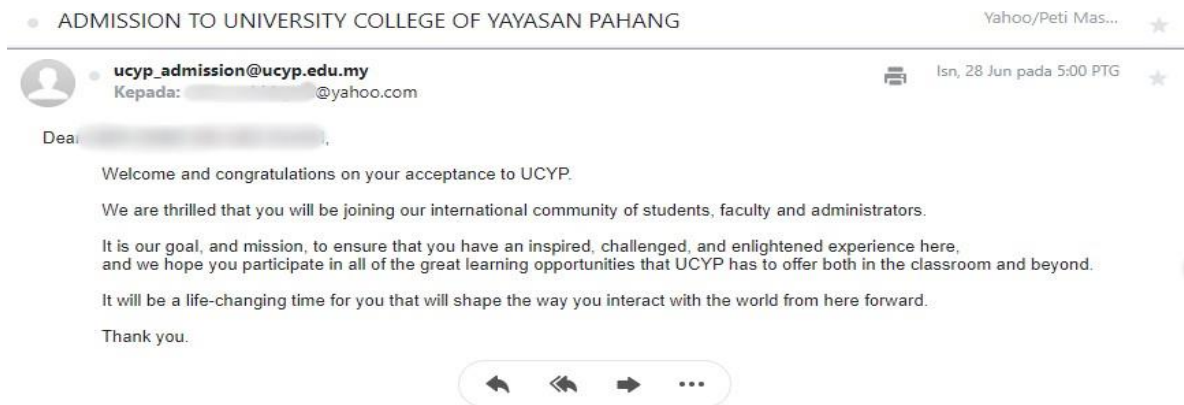 ADMISSION TO UNIVERSITY COLLEGE OF YAYASAN PAHANG
Yahoo/Peti Mas...
ucyp_admission@ucyp.edu.my
Isn, 28 Jun pada 5:00 PTG
Kepada: @yahoo.com
Dear ,
Welcome and congratulations on your acceptance to UCYP.
We are thrilled that you will be joining our international community of students, faculty and administrators.
It is our goal, and mission, to ensure that you have an inspired, challenged, and enlightened experience here,
and we hope you participate in all of the great learning opportunities that UCYP has to offer both in the classroom and beyond.
It will be a life-changing time for you that will shape the way you interact with the world from here forward.
Thank you.